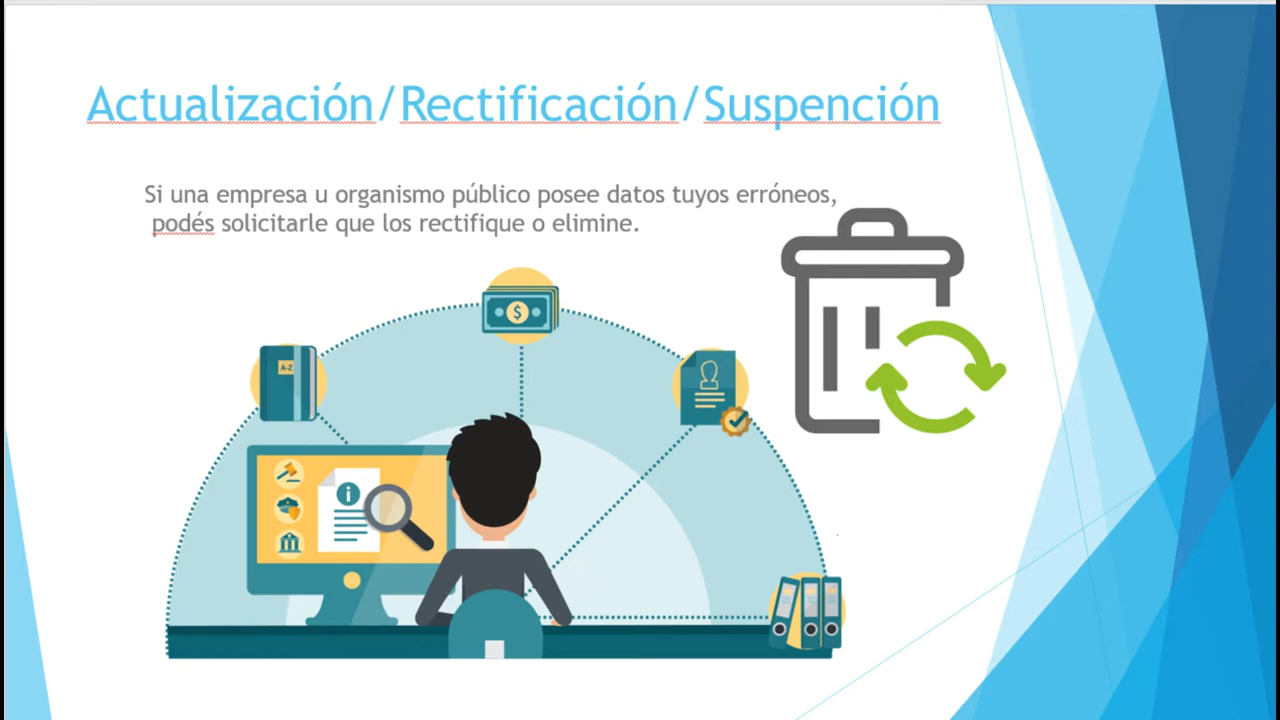 Actualización/Rectificación/Suspención
Si una empresa u organismo público posee datos tuyos erróneos,
podés solicitarle que los rectifique o elimine.
$
A-Z
i